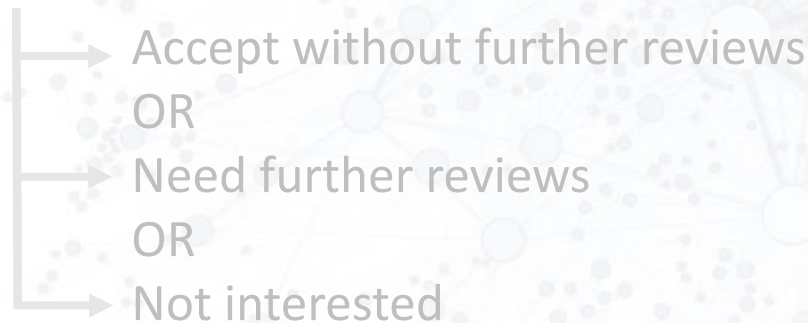 Accept without further reviews
OR
Need further reviews
OR
Not interested